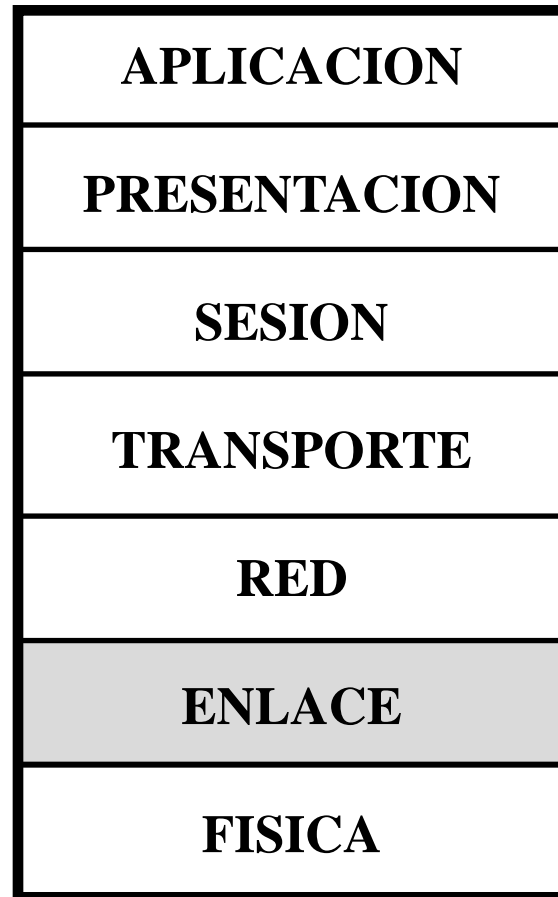 APLICACION
PRESENTACION
SESION
TRANSPORTE
RED
ENLACE
FISICA